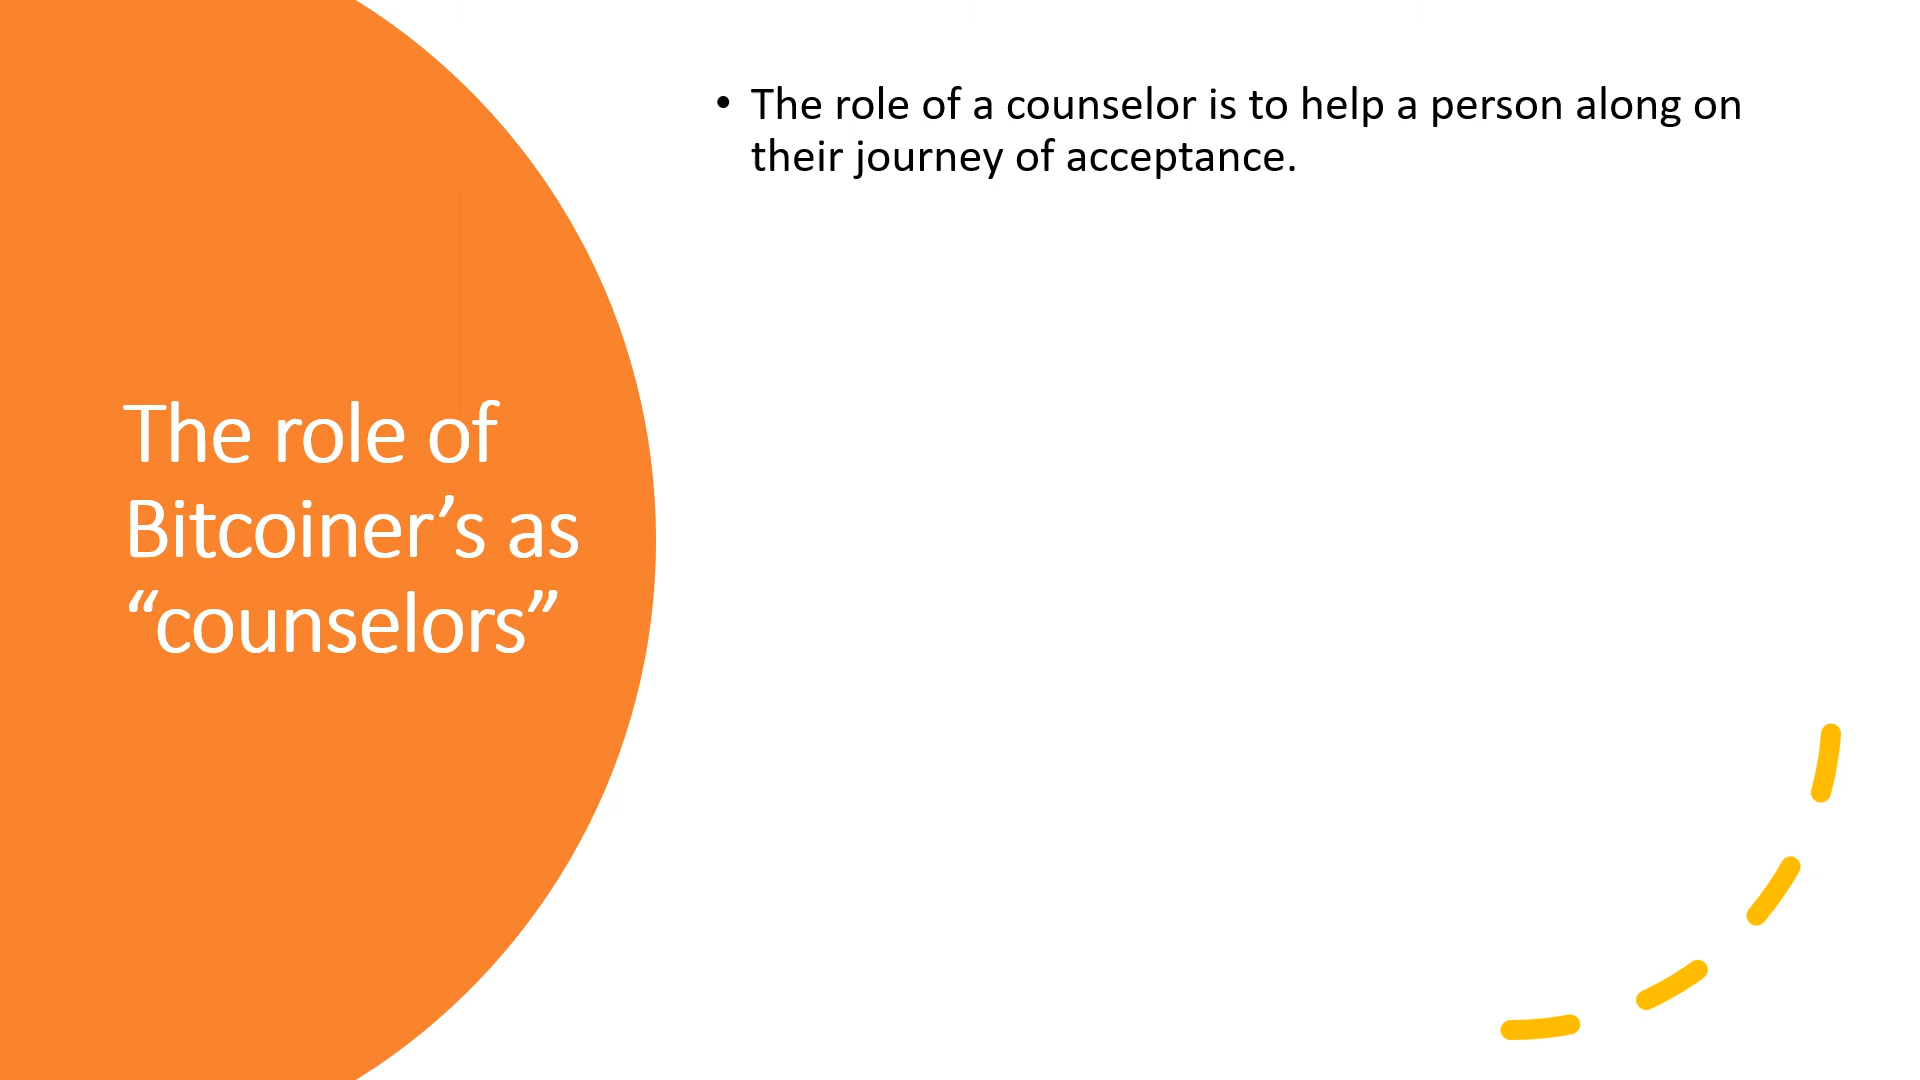 The role of
Bitcoiner’s as
“counselors”
• The role of a counselor is to help a person along on
their journey of acceptance.